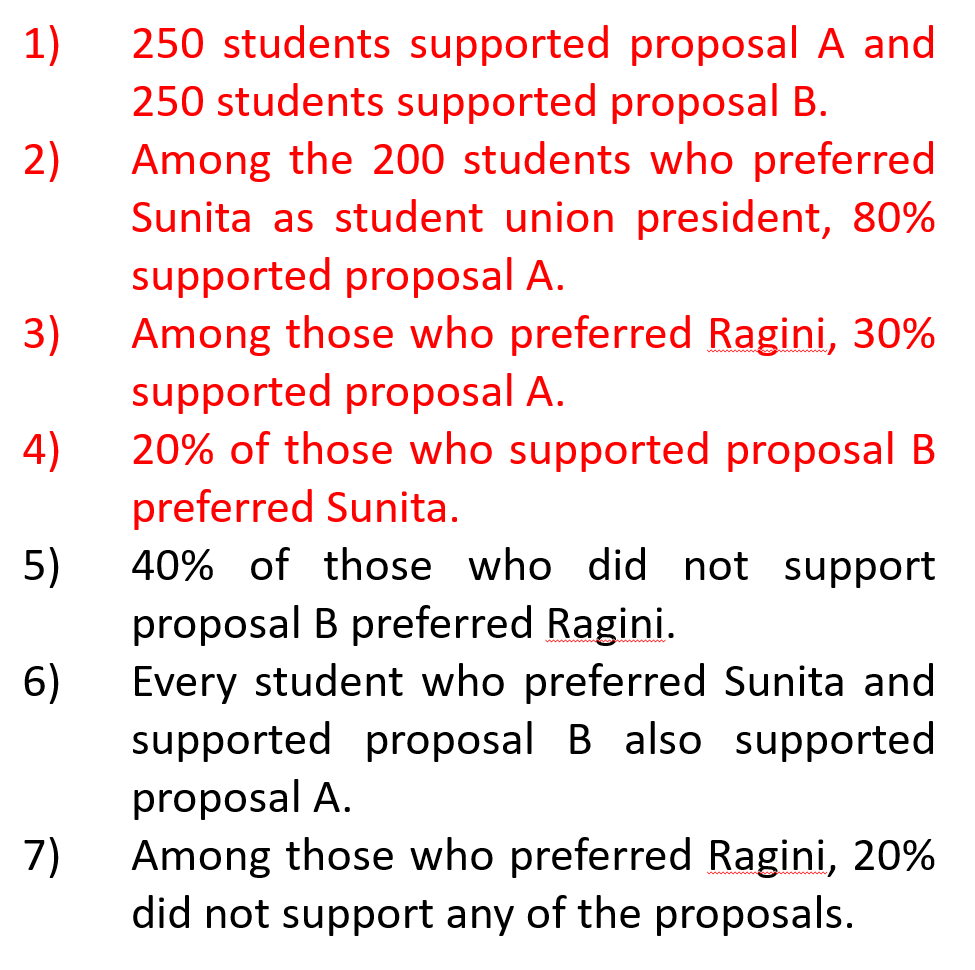 1) 250 students supported proposal A and
250 students supported proposal B.
2) Among the 200 students who preferred
Sunita as student union president, 80%
supported proposal A.
3) Among those who preferred Ragini, 30%
supported proposal A.
4) 20% of those who supported proposal B
preferred Sunita.
5) 40% of those who did not support
proposal B preferred Ragini.
6) Every student who preferred Sunita and
supported proposal B also supported
proposal A.
7) Among those who preferred Ragini, 20%
did not support any of the proposals.